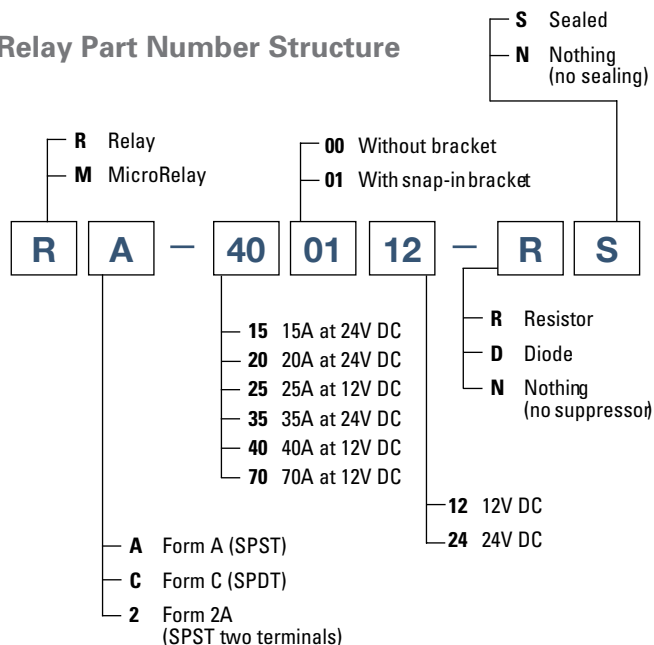 S Sealed
Relay Part Number Structure
N Nothing
(no sealing)
R Relay
M MicroRelay
00 Without bracket
01 With snap-in bracket
R A – 40 01 12 – R S
15 15A at 24V DC
20 20A at 24V DC
25 25A at 12V DC
35 35A at 24V DC
40 40A at 12V DC
70 70A at 12V DC
R Resistor
D Diode
N Nothing
(no suppressor)
12 12V DC
24 24V DC
A Form A (SPST)
C Form C (SPDT)
2 Form 2A
(SPST two terminals)